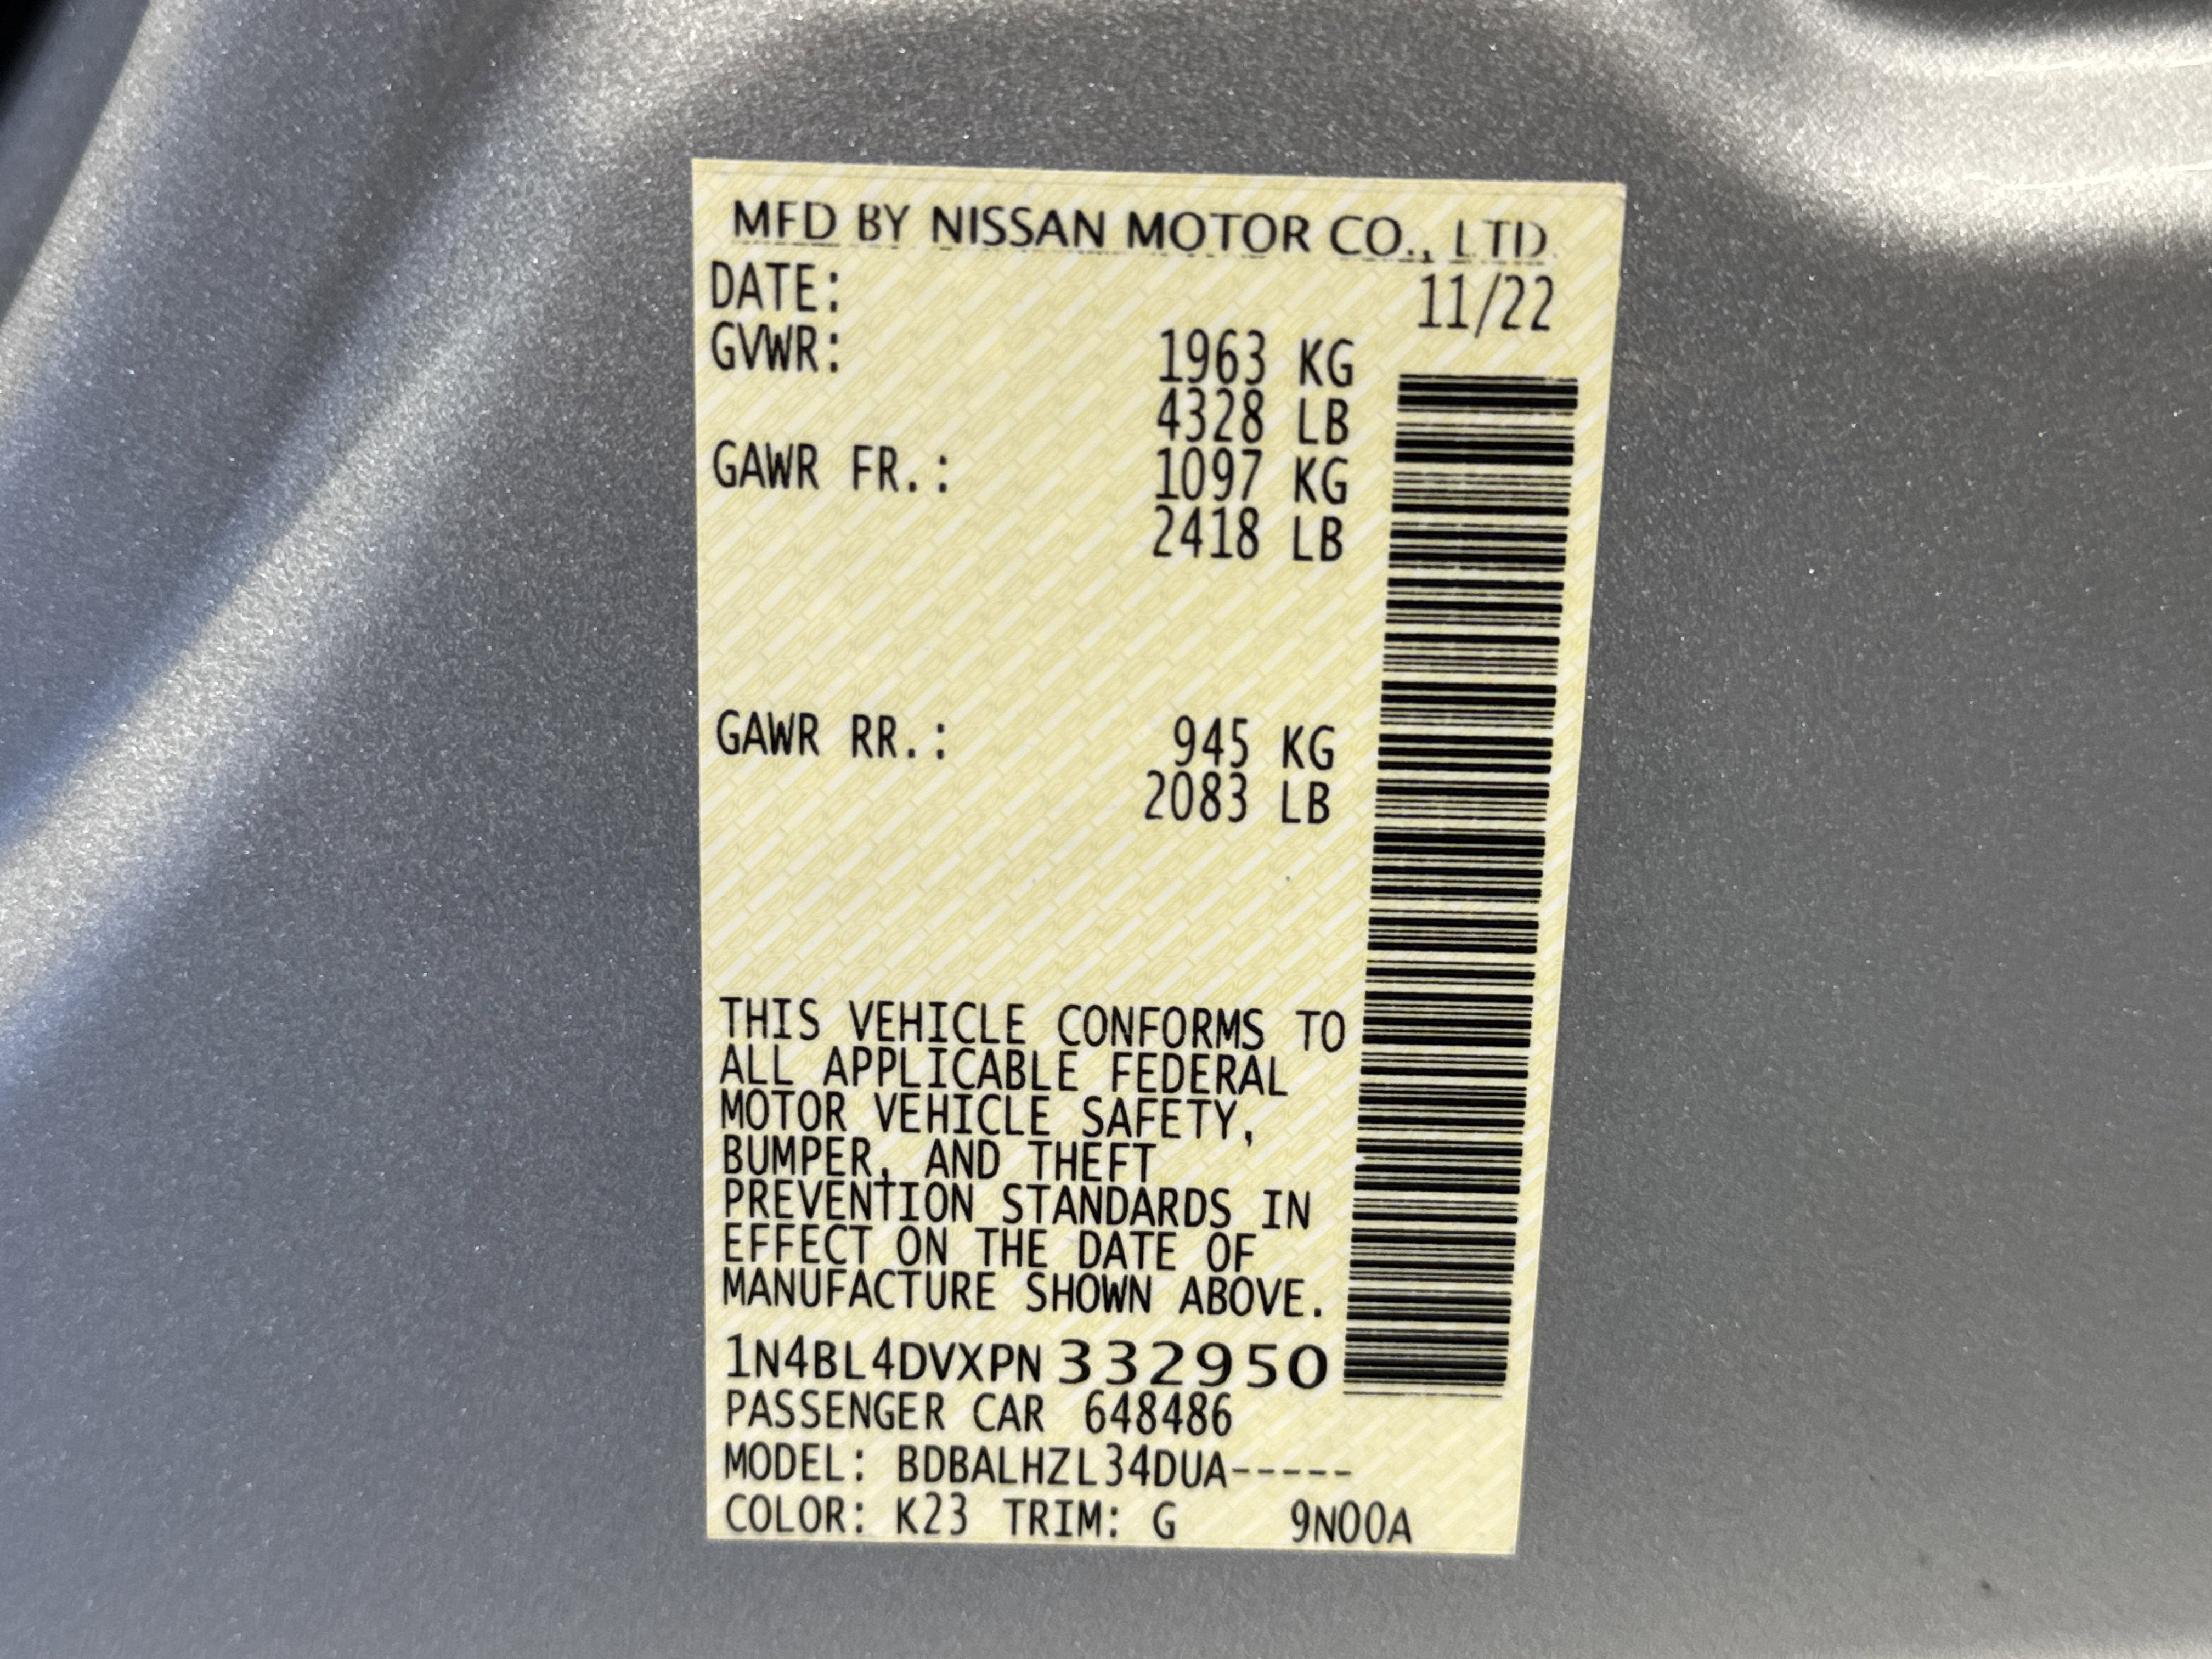 MFD BY NISSAN MOTOR CO., LTD.
DATE: 11/22
GVWR: 1963 KG
4328 LB
GAWR FR.: 1097 KG
2418 LB
GAWR RR.: 945 KG
2083 LB
THIS VEHICLE CONFORMS TO
ALL APPLICABLE FEDERAL
MOTOR VEHICLE SAFETY,
BUMPER, AND THEFT
PREVENTION STANDARDS IN
EFFECT ON THE DATE OF
MANUFACTURE SHOWN ABOVE.
1N4BL4DVXPN332950
PASSENGER CAR 648486
MODEL: BDBALHZL34DUA-----
COLOR: K23 TRIM: G 9N00A